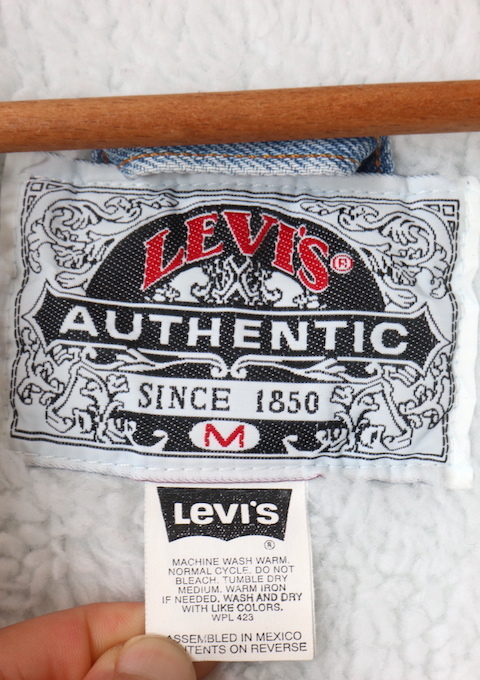 LEVI'S®
AUTHENTIC
SINCE 1850
M
LEVI'S
®
MACHINE WASH WARM.
NORMAL CYCLE. DO NOT
BLEACH. TUMBLE DRY
MEDIUM. WARM IRON
IF NEEDED. WASH AND DRY
WITH LIKE COLORS.
WPL 423
ASSEMBLED IN MEXICO
ON REVERSE